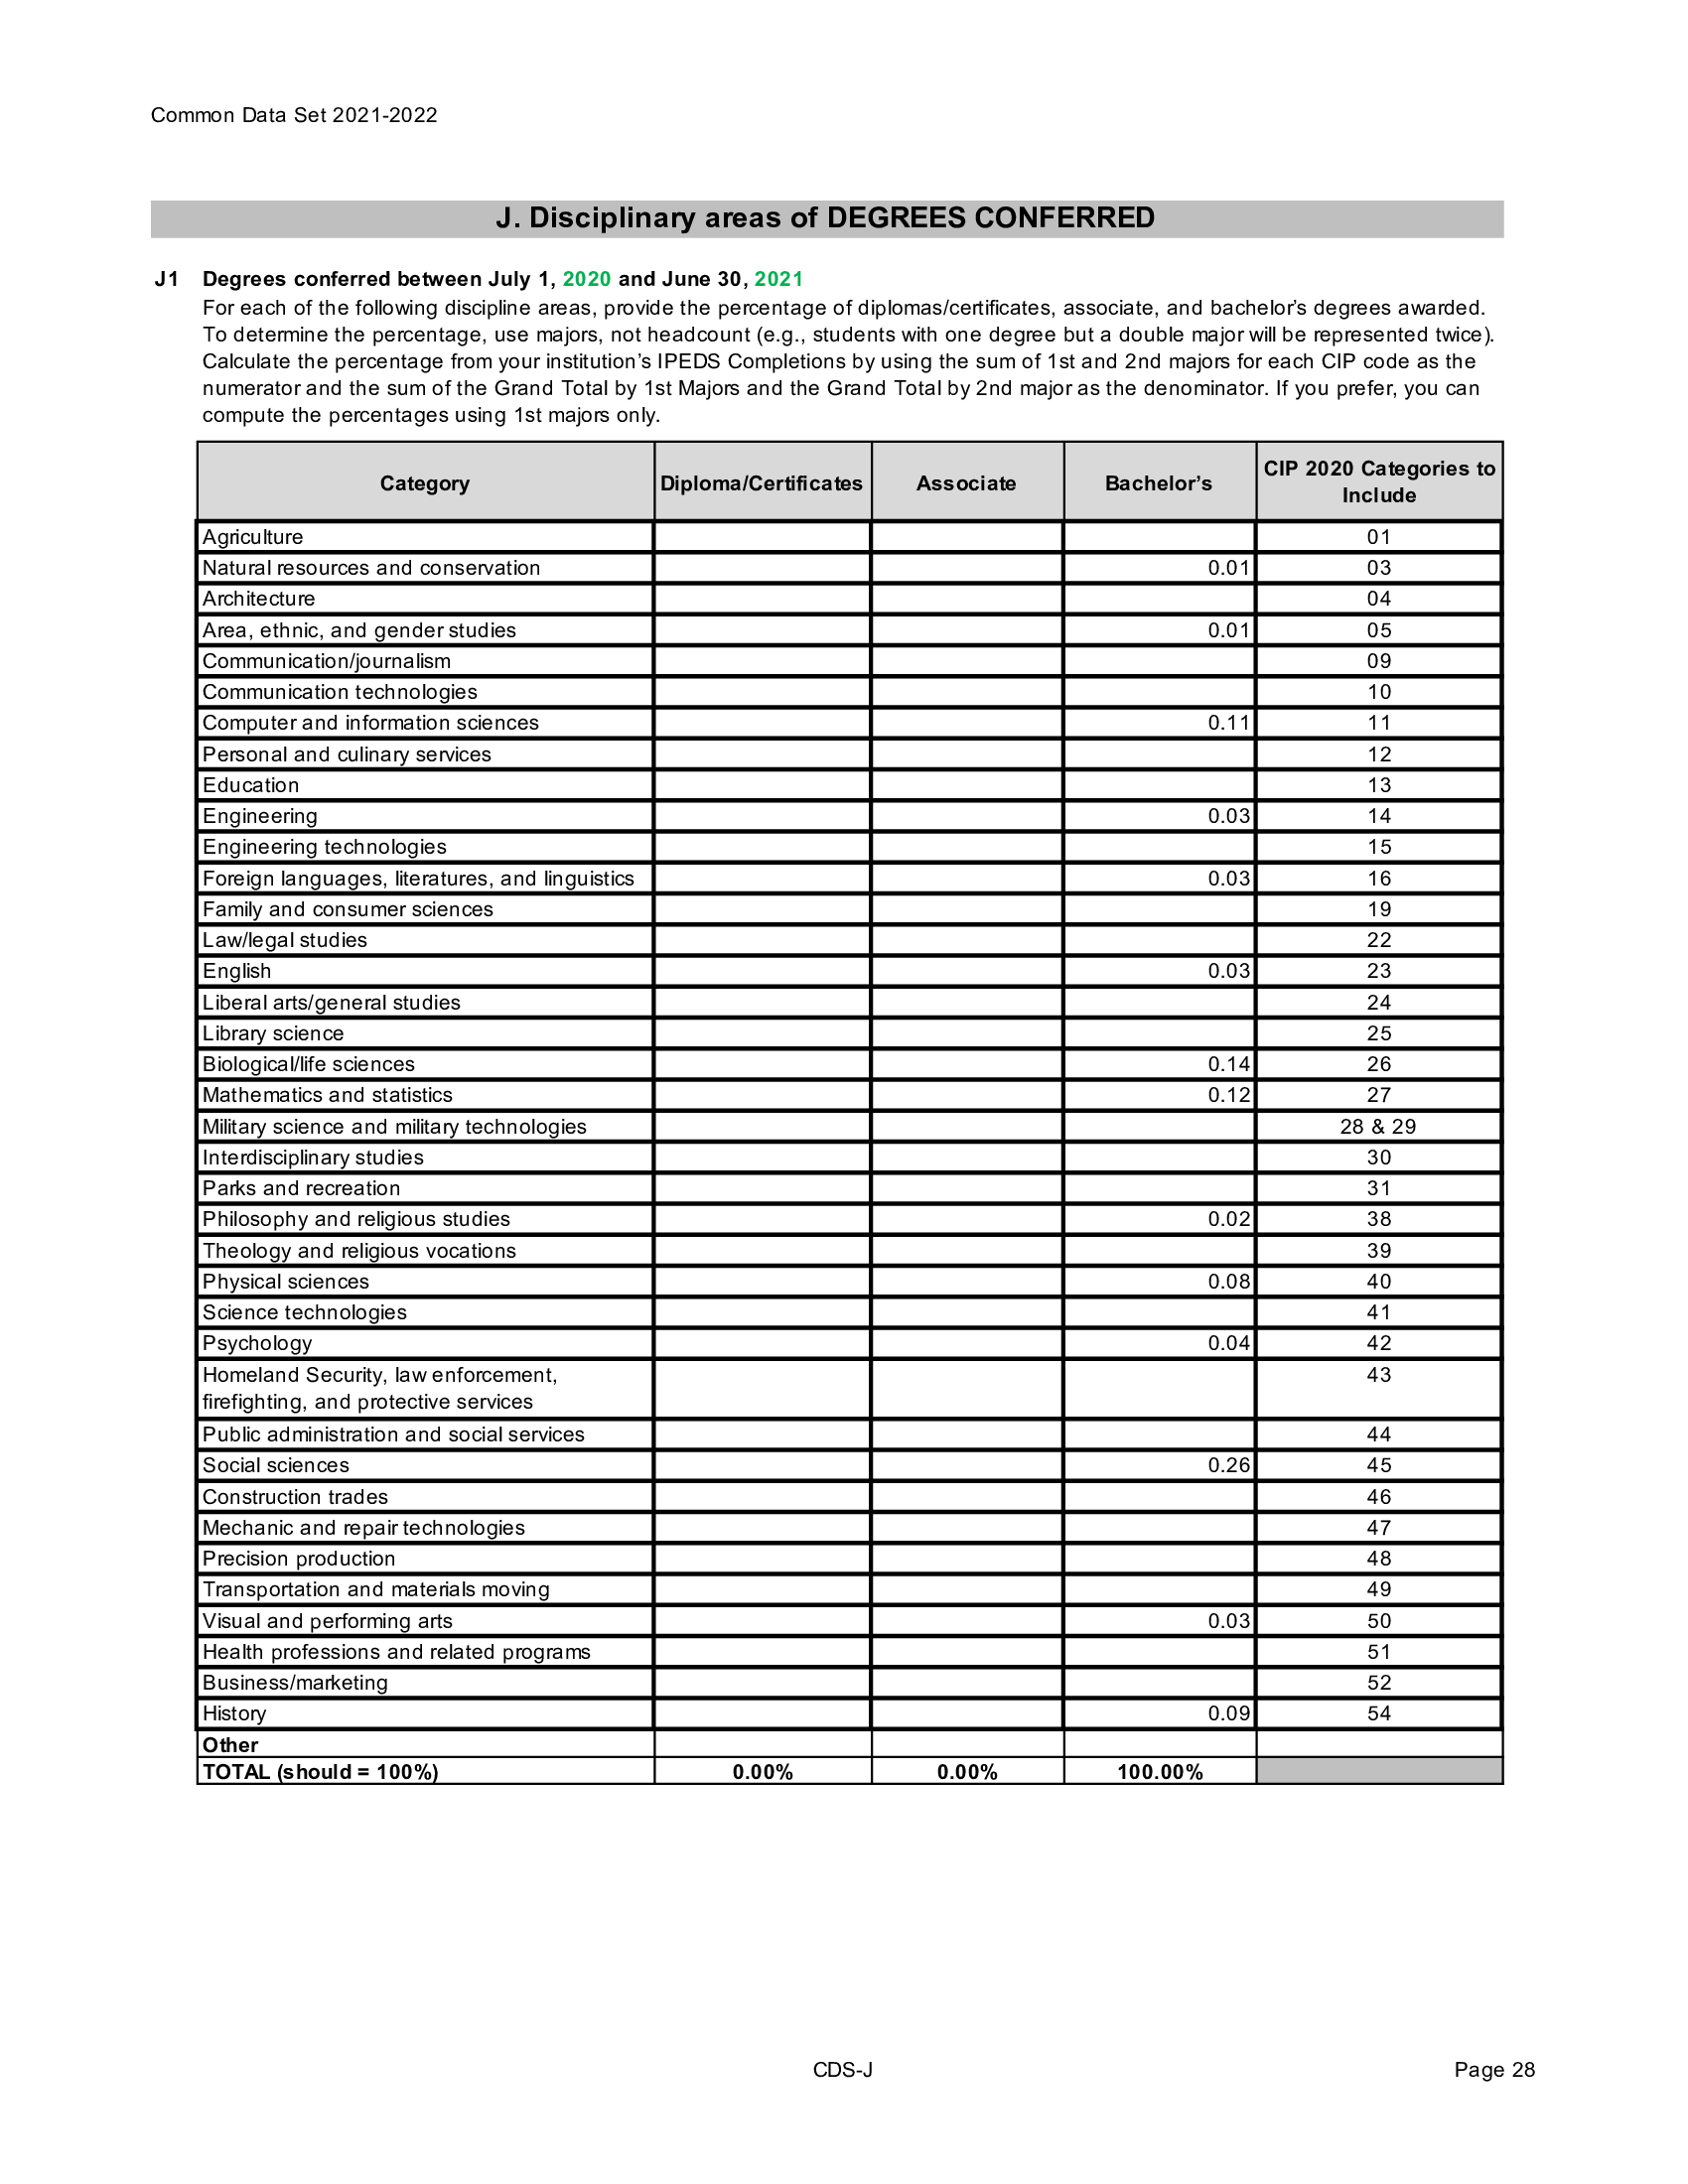 Common Data Set 2021-2022
J. Disciplinary areas of DEGREES CONFERRED
J1 Degrees conferred between July 1, 2020 and June 30, 2021
For each of the following discipline areas, provide the percentage of diplomas/certificates, associate, and bachelor’s degrees awarded.
To determine the percentage, use majors, not headcount (e.g., students with one degree but a double major will be represented twice).
Calculate the percentage from your institution’s IPEDS Completions by using the sum of 1st and 2nd majors for each CIP code as the
numerator and the sum of the Grand Total by 1st Majors and the Grand Total by 2nd major as the denominator. If you prefer, you can
compute the percentages using 1st majors only.
Category Diploma/Certificates Associate Bachelor’s CIP 2020 Categories to
Include
Agriculture 01
Natural resources and conservation 0.01 03
Architecture 04
Area, ethnic, and gender studies 0.01 05
Communication/journalism 09
Communication technologies 10
Computer and information sciences 0.11 11
Personal and culinary services 12
Education 13
Engineering 0.03 14
Engineering technologies 15
Foreign languages, literatures, and linguistics 0.03 16
Family and consumer sciences 19
Law/legal studies 22
English 0.03 23
Liberal arts/general studies 24
Library science 25
Biological/life sciences 0.14 26
Mathematics and statistics 0.12 27
Military science and military technologies 28 & 29
Interdisciplinary studies 30
Parks and recreation 31
Philosophy and religious studies 0.02 38
Theology and religious vocations 39
Physical sciences 0.08 40
Science technologies 41
Psychology 0.04 42
Homeland Security, law enforcement, 43
firefighting, and protective services
Public administration and social services 44
Social sciences 0.26 45
Construction trades 46
Mechanic and repair technologies 47
Precision production 48
Transportation and materials moving 49
Visual and performing arts 0.03 50
Health professions and related programs 51
Business/marketing 52
History 0.09 54
Other
TOTAL (should = 100%) 0.00% 0.00% 100.00%
CDS-J Page 28